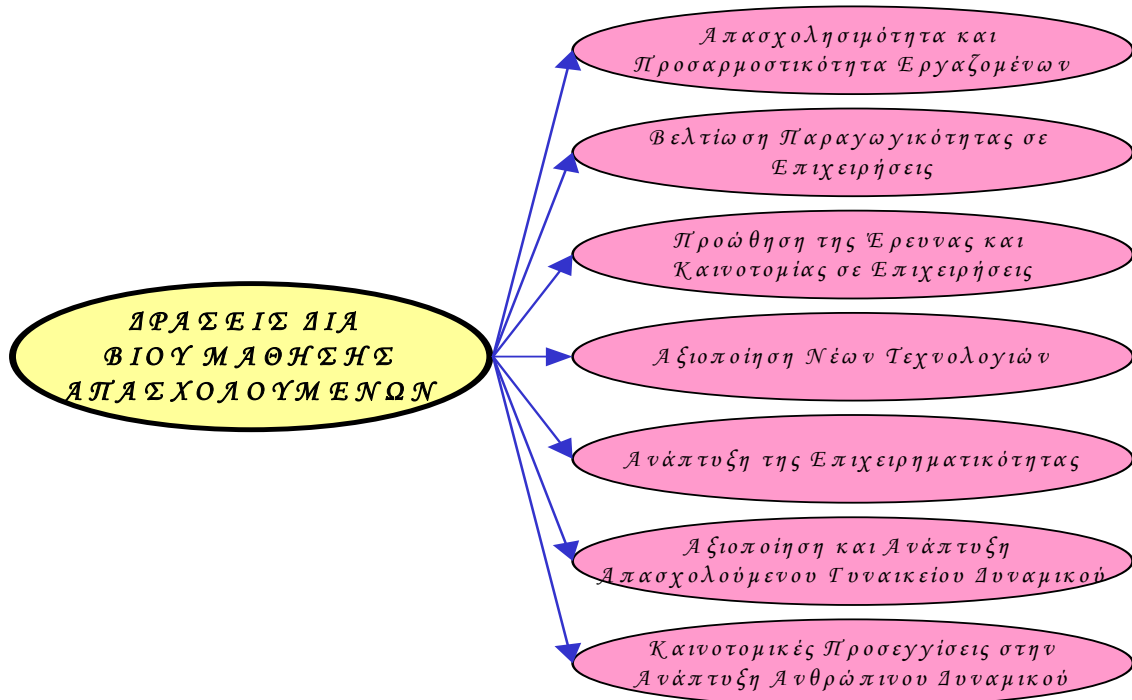 Απασχολησιμότητα και
Προσαρμοστικότητα Εργαζομένων
Βελτίωση Παραγωγικότητας σε
Επιχειρήσεις
Προώθηση της Έρευνας και
Καινοτομίας σε Επιχειρήσεις
ΔΡΑΣΕΙΣ ΔΙΑ
ΒΙΟΥ ΜΑΘΗΣΗΣ
ΑΠΑΣΧΟΛΟΥΜΕΝΩΝ
Αξιοποίηση Νέων Τεχνολογιών
Ανάπτυξη της Επιχειρηματικότητας
Αξιοποίηση και Ανάπτυξη
Απασχολούμενου Γυναικείου Δυναμικού
Καινοτομικές Προσεγγίσεις στην
Ανάπτυξη Ανθρώπινου Δυναμικού